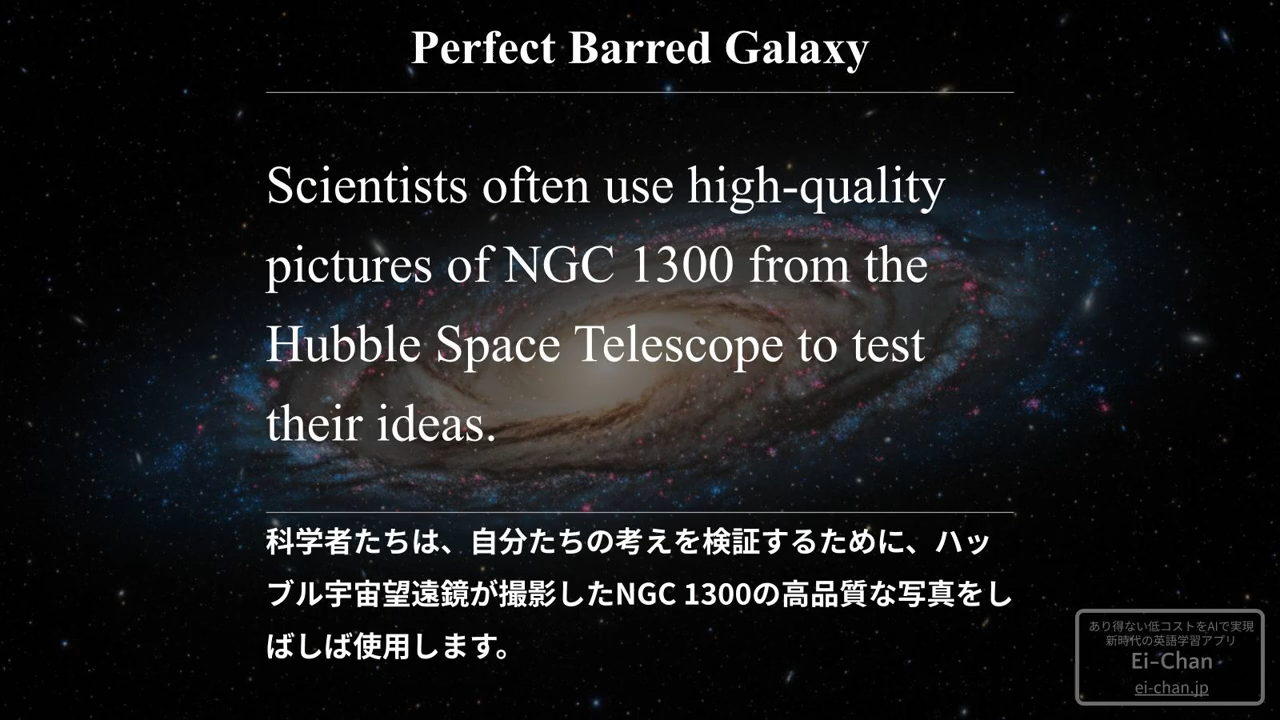 Perfect Barred Galaxy
Scientists often use high-quality
pictures of NGC 1300 from the
Hubble Space Telescope to test
their ideas.
科学者たちは、自分たちの考えを検証するために、ハッ
ブル宇宙望遠鏡が撮影したNGC 1300の高品質な写真をし
ばしば使用します。
あり得ない低コストをAIで実現
新時代の英語学習アプリ
Ei-Chan
ei-chan.jp